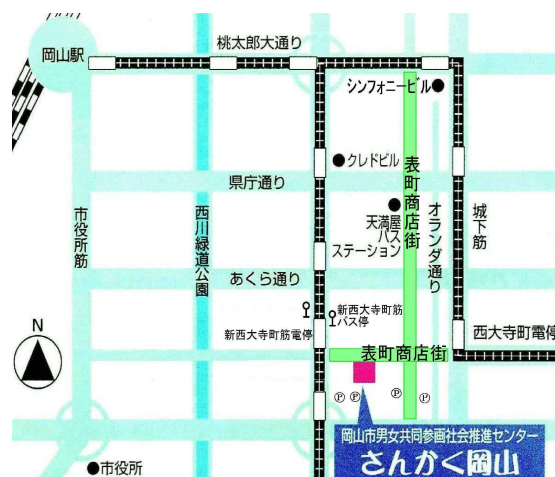 桃太郎大通り
岡山駅
シンフォニービル
クレドビル
表町商店街
県庁通り
天満屋
バス
ステーション
オランダ通り
城下筋
市役所筋
西川緑道公園
あくら通り
新西大寺町筋
バス停
新西大寺町筋電停
西大寺町電停
N
表町商店街
P P P P
岡山市男女共同参画社会推進センター
さんかく岡山
市役所